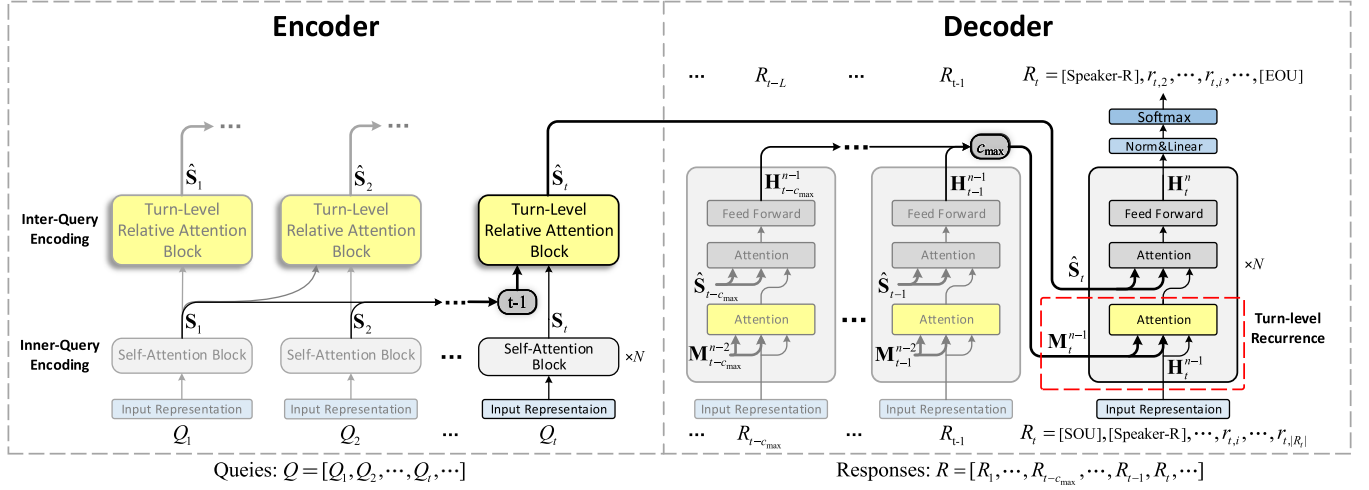 Encoder
Decoder
··· R_{t-L} ··· R_{t-1} R_t = [Speaker-R], r_{t,2}, ···, r_{t,i}, ···, [EOU]
Softmax
Norm&Linear
··· ···
Ŝ_1 Ŝ_2 Ŝ_t
··· c_max
H^{n-1}_{t-c_max} H^{n-1}_{t-1} H^n_t
Inter-Query Encoding
Turn-Level Relative Attention Block
Turn-Level Relative Attention Block
Turn-Level Relative Attention Block
Feed Forward Feed Forward Feed Forward
Attention Attention Attention
×N
Ŝ_{t-c_max} Ŝ_{t-1} Ŝ_t
··· t-1
S_1 S_2 S_t
Attention ··· Attention Attention
Turn-level Recurrence
Inner-Query Encoding
Self-Attention Block Self-Attention Block ··· Self-Attention Block ×N
M^{n-2}_{t-c_max} M^{n-2}_{t-1} M^{n-1}_t
H^{n-1}_t
Input Representation Input Representation Input Representaion
Input Representation Input Representation Input Representaion
Q_1 Q_2 ··· Q_t
··· R_{t-c_max} ··· R_{t-1} R_t = [SOU], [Speaker-R], ···, r_{t,i}, ···, r_{t,|R_t|}
Queies: Q = [Q_1, Q_2, ···, Q_t, ···]
Responses: R = [R_1, ···, R_{t-c_max}, ···, R_{t-1}, R_t, ···]